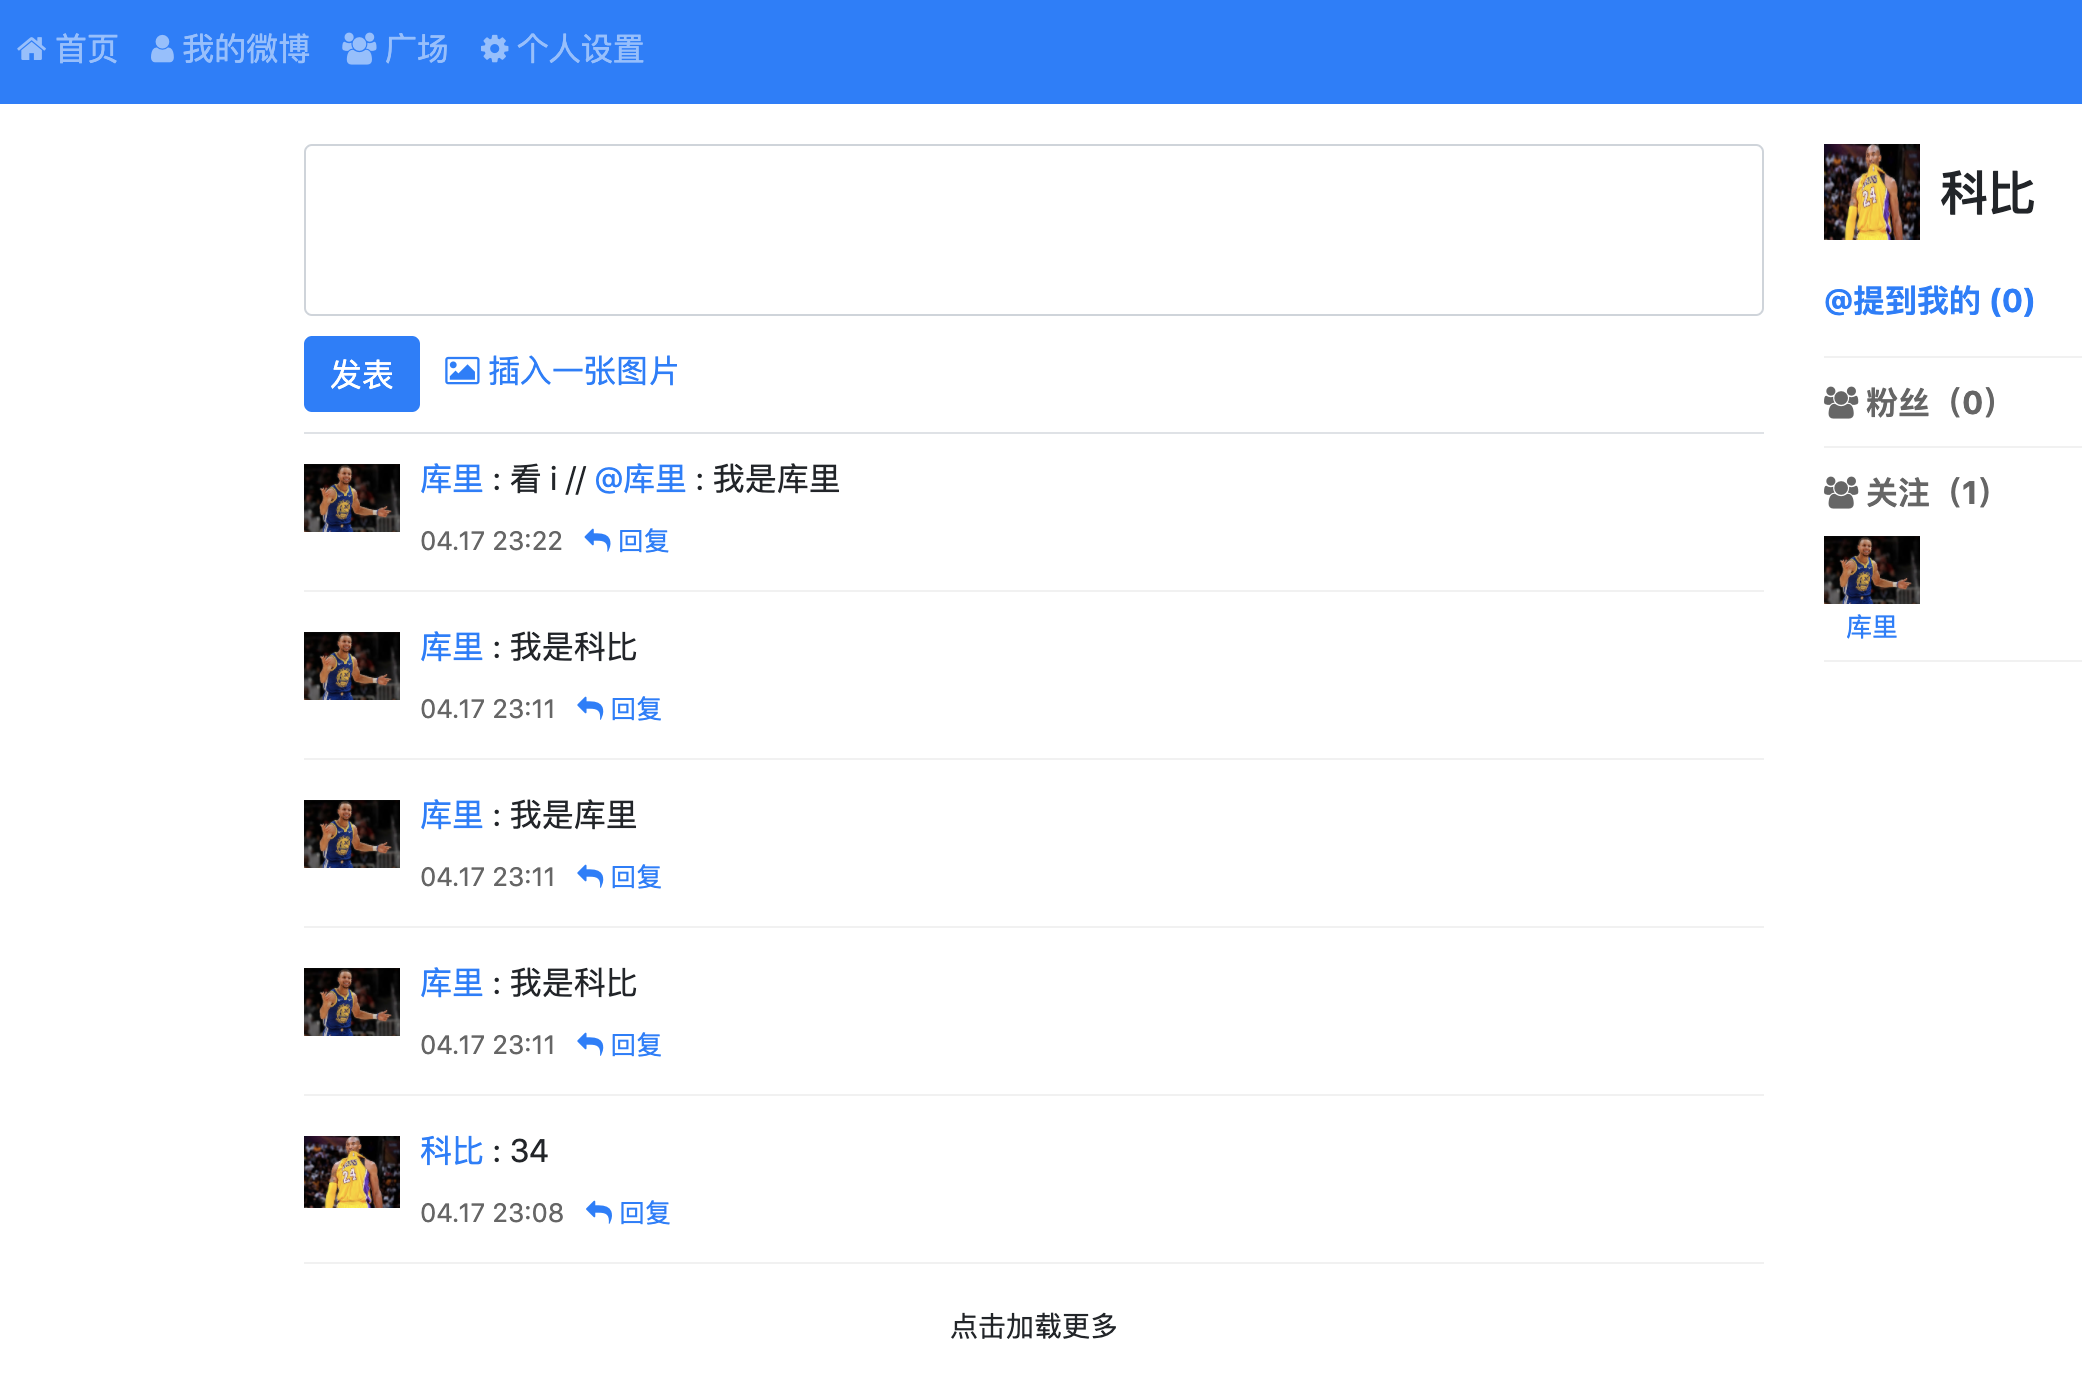 首页 我的微博 广场 个人设置
科比
@提到我的 (0)
发表 插入一张图片
粉丝（0）
关注（1）
库里
库里 : 看 i // @库里 : 我是库里
04.17 23:22 回复
库里 : 我是科比
04.17 23:11 回复
库里 : 我是库里
04.17 23:11 回复
库里 : 我是科比
04.17 23:11 回复
科比 : 34
04.17 23:08 回复
点击加载更多